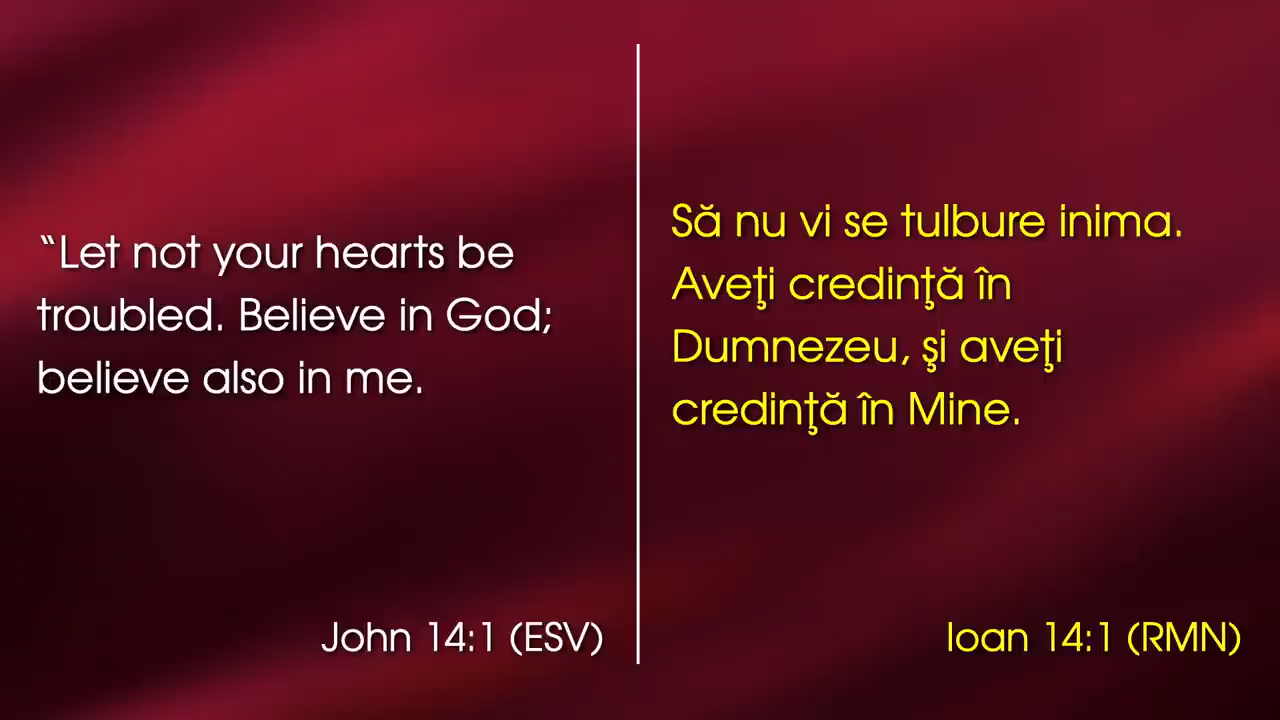 “Let not your hearts be
troubled. Believe in God;
believe also in me.
John 14:1 (ESV)
Să nu vi se tulbure inima.
Aveţi credinţă în
Dumnezeu, şi aveţi
credinţă în Mine.
Ioan 14:1 (RMN)